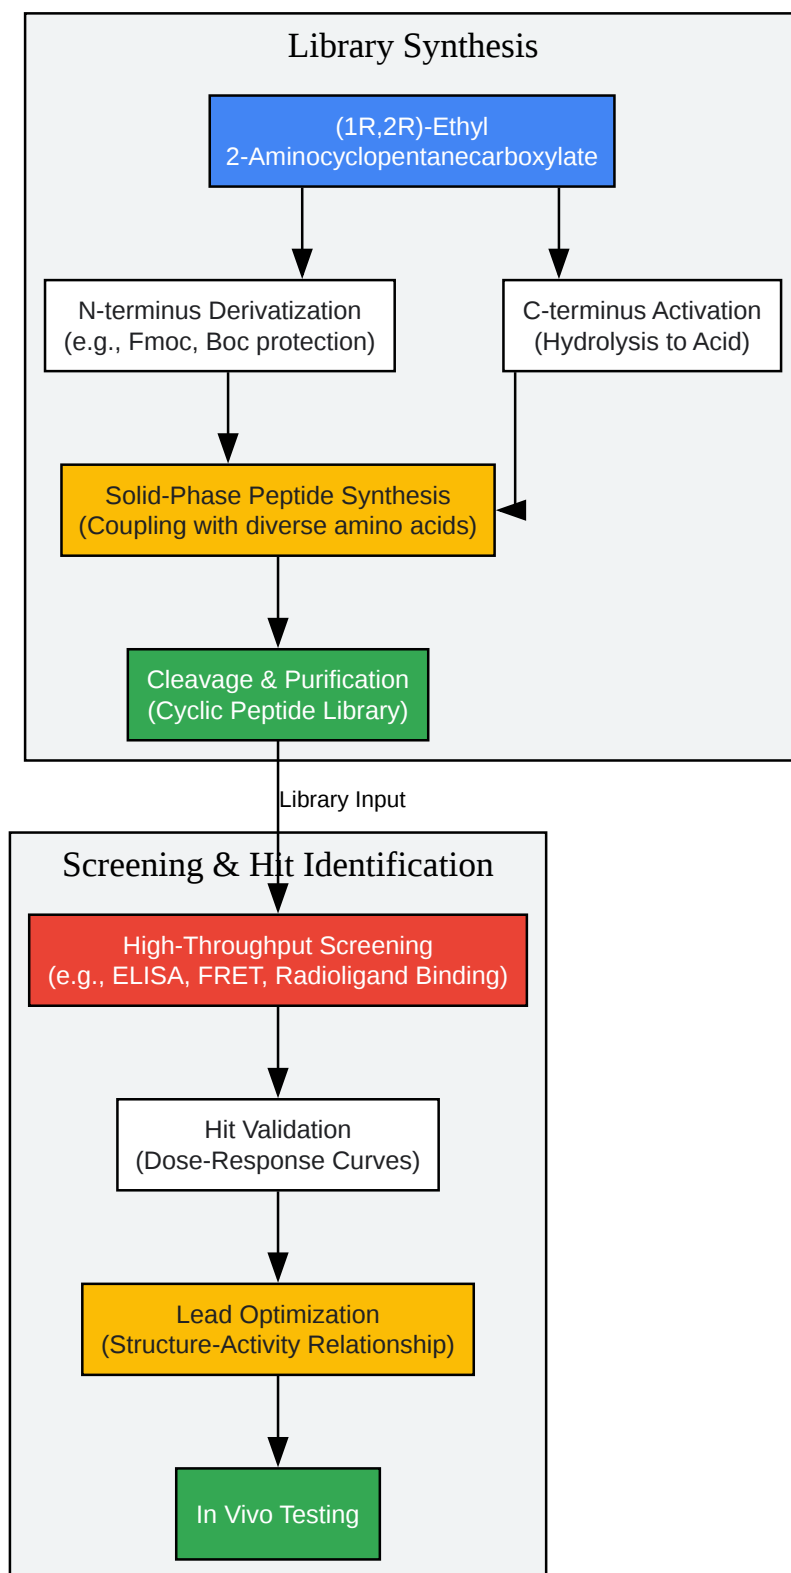 Library Synthesis
(1R,2R)-Ethyl
2-Aminocyclopentanecarboxylate
N-terminus Derivatization
(e.g., Fmoc, Boc protection)
C-terminus Activation
(Hydrolysis to Acid)
Solid-Phase Peptide Synthesis
(Coupling with diverse amino acids)
Cleavage & Purification
(Cyclic Peptide Library)
Library Input
Screening & Hit Identification
High-Throughput Screening
(e.g., ELISA, FRET, Radioligand Binding)
Hit Validation
(Dose-Response Curves)
Lead Optimization
(Structure-Activity Relationship)
In Vivo Testing